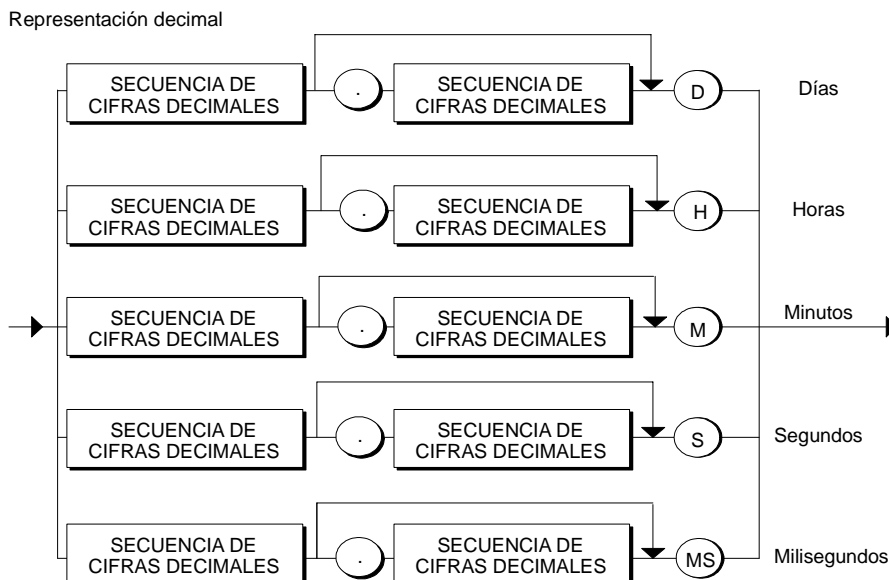 Representación decimal
SECUENCIA DE
CIFRAS DECIMALES
.
SECUENCIA DE
CIFRAS DECIMALES
D
Días
SECUENCIA DE
CIFRAS DECIMALES
.
SECUENCIA DE
CIFRAS DECIMALES
H
Horas
SECUENCIA DE
CIFRAS DECIMALES
.
SECUENCIA DE
CIFRAS DECIMALES
M
Minutos
SECUENCIA DE
CIFRAS DECIMALES
.
SECUENCIA DE
CIFRAS DECIMALES
S
Segundos
SECUENCIA DE
CIFRAS DECIMALES
.
SECUENCIA DE
CIFRAS DECIMALES
MS
Milisegundos